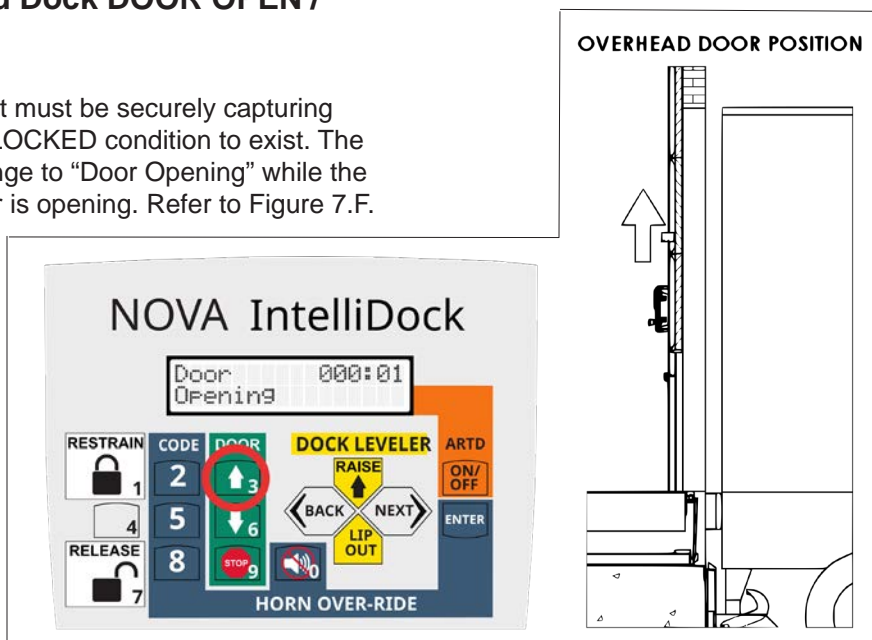 d Dock DOOR OPEN /
t must be securely capturing
LOCKED condition to exist. The
nge to “Door Opening” while the
r is opening. Refer to Figure 7.F.
OVERHEAD DOOR POSITION
NOVA IntelliDock
Door 000:01
Opening
RESTRAIN CODE DOOR DOCK LEVELER ARTD
1 2 3 RAISE ON/
OFF
4 5 6 BACK NEXT ENTER
LIP
OUT
RELEASE
7 8 STOP 9 0
HORN OVER-RIDE